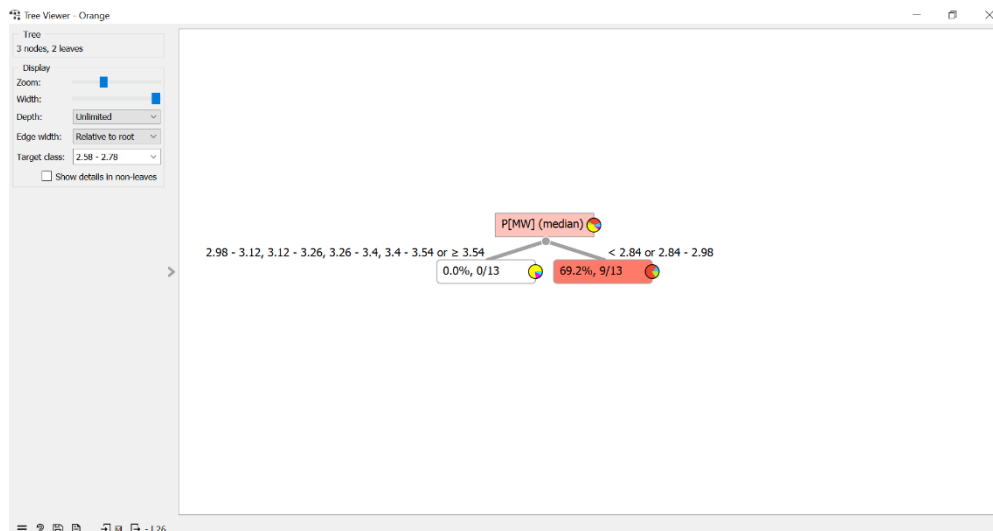 Tree Viewer - Orange
Tree
3 nodes, 2 leaves
Display
Zoom:
Width:
Depth: Unlimited
Edge width: Relative to root
Target class: 2.58 - 2.78
Show details in non-leaves
P[MW] (median)
2.98 - 3.12, 3.12 - 3.26, 3.26 - 3.4, 3.4 - 3.54 or ≥ 3.54
< 2.84 or 2.84 - 2.98
0.0%, 0/13
69.2%, 9/13